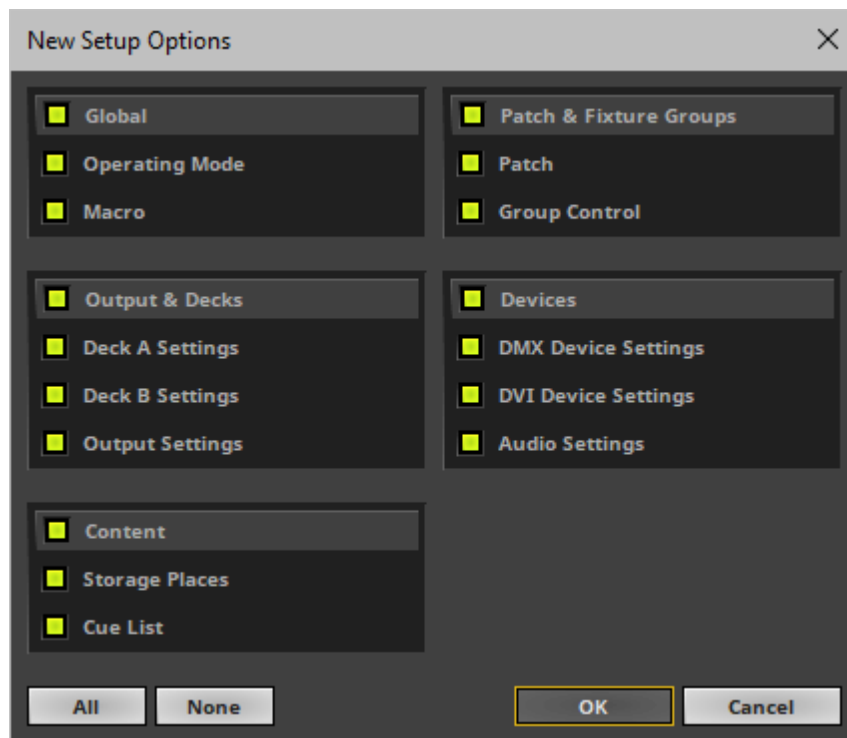 New Setup Options
Global
Operating Mode
Macro
Patch & Fixture Groups
Patch
Group Control
Output & Decks
Deck A Settings
Deck B Settings
Output Settings
Devices
DMX Device Settings
DVI Device Settings
Audio Settings
Content
Storage Places
Cue List
All
None
OK
Cancel